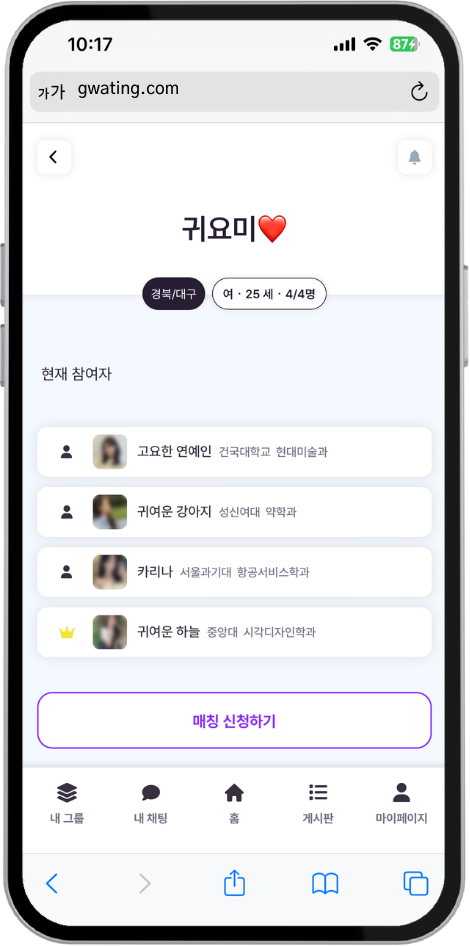 10:17
87
가가 gwating.com
귀요미❤️
경북/대구 여 · 25 세 · 4/4명
현재 참여자
고요한 연예인 건국대학교 현대미술과
귀여운 강아지 성신여대 약학과
카리나 서울과기대 항공서비스학과
귀여운 하늘 중앙대 시각디자인학과
매칭 신청하기
내 그룹 내 채팅 홈 게시판 마이페이지